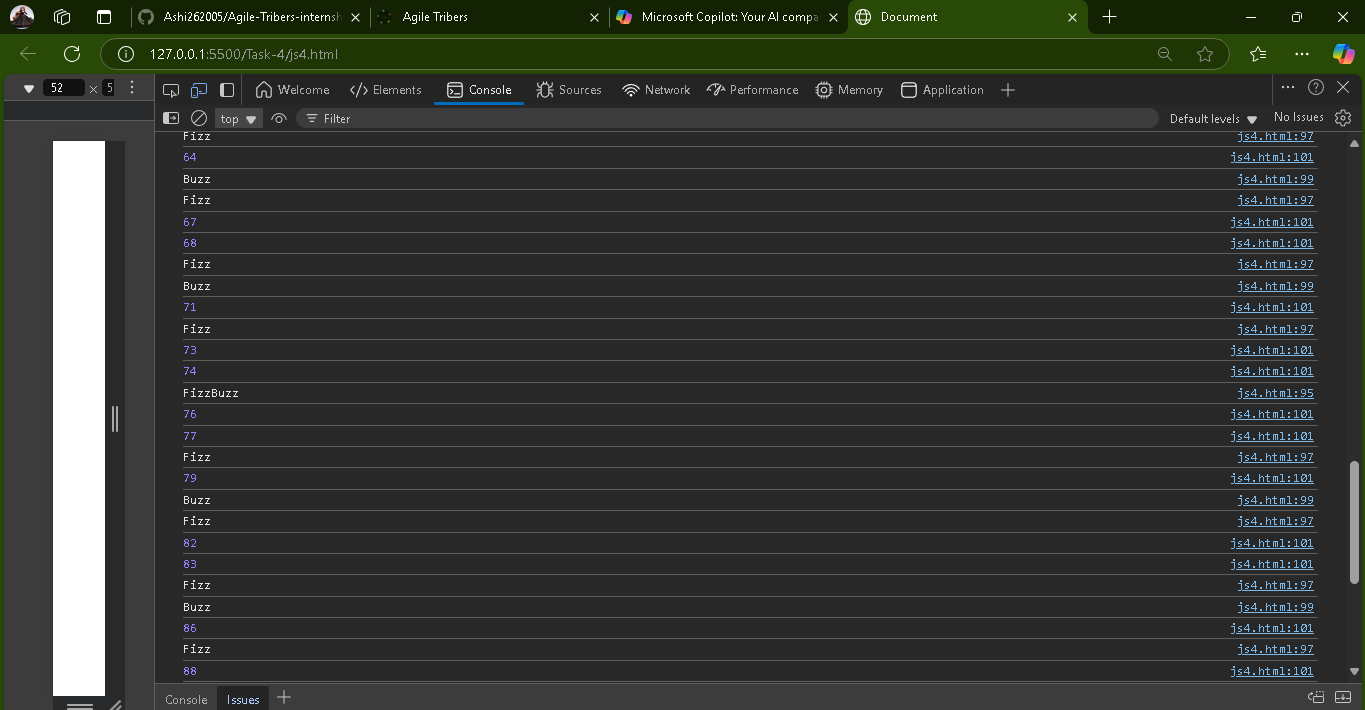 Ashi262005/Agile-Tribers-internsh
Agile Tribers
Microsoft Copilot: Your AI compa
Document
127.0.0.1:5500/Task-4/js4.html
52 × 5
Welcome Elements Console Sources Network Performance Memory Application
top Filter Default levels No Issues
Fizz js4.html:97
64 js4.html:101
Buzz js4.html:99
Fizz js4.html:97
67 js4.html:101
68 js4.html:101
Fizz js4.html:97
Buzz js4.html:99
71 js4.html:101
Fizz js4.html:97
73 js4.html:101
74 js4.html:101
FizzBuzz js4.html:95
76 js4.html:101
77 js4.html:101
Fizz js4.html:97
79 js4.html:101
Buzz js4.html:99
Fizz js4.html:97
82 js4.html:101
83 js4.html:101
Fizz js4.html:97
Buzz js4.html:99
86 js4.html:101
Fizz js4.html:97
88 js4.html:101
Console Issues